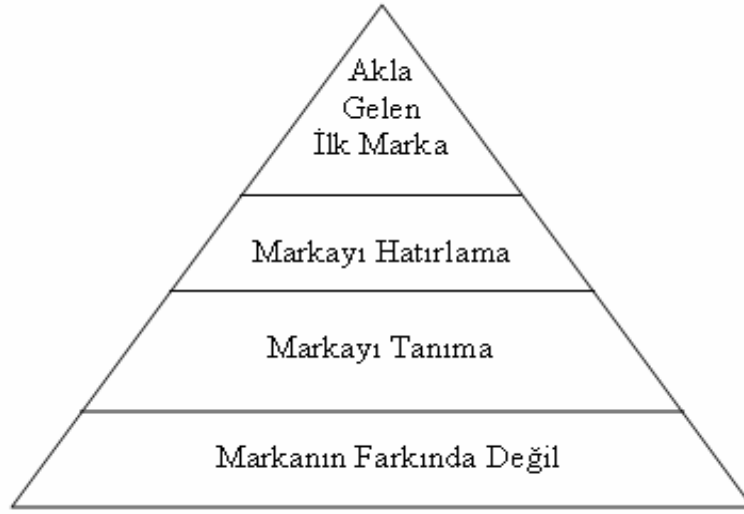 Akla
Gelen
İlk Marka
Markayı Hatırlama
Markayı Tanıma
Markanın Farkında Değil